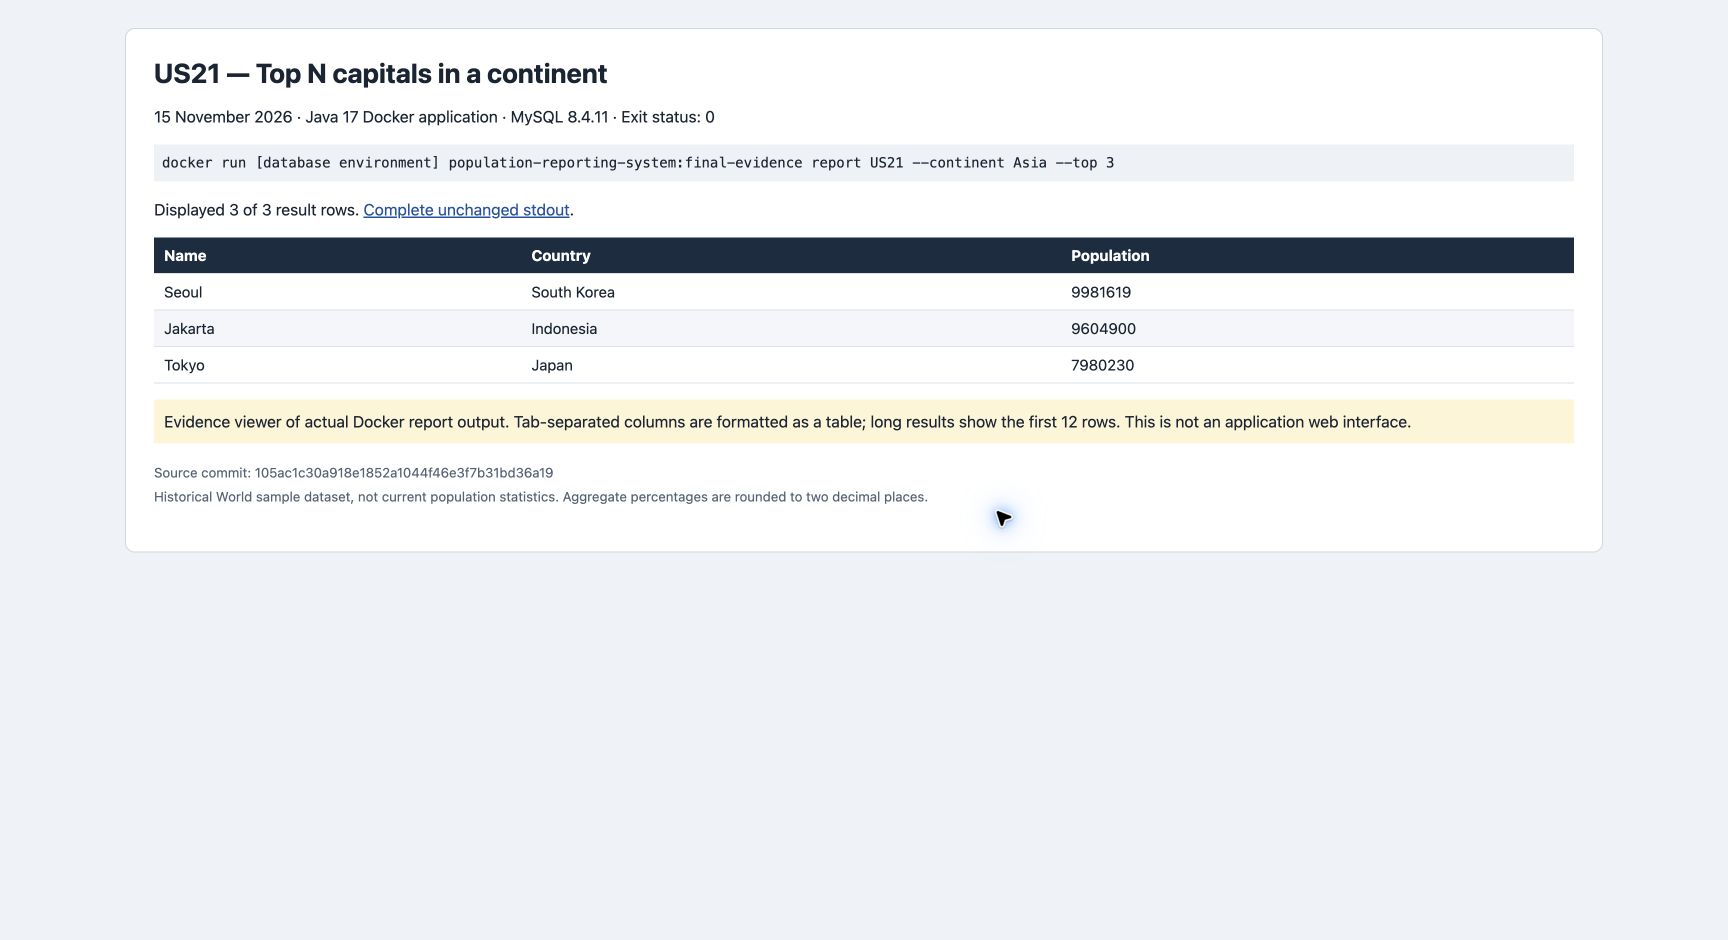 US21 — Top N capitals in a continent
15 November 2026 · Java 17 Docker application · MySQL 8.4.11 · Exit status: 0
docker run [database environment] population-reporting-system:final-evidence report US21 --continent Asia --top 3
Displayed 3 of 3 result rows. Complete unchanged stdout.
Name Country Population
Seoul South Korea 9981619
Jakarta Indonesia 9604900
Tokyo Japan 7980230
Evidence viewer of actual Docker report output. Tab-separated columns are formatted as a table; long results show the first 12 rows. This is not an application web interface.
Source commit: 105ac1c30a918e1852a1044f46e3f7b31bd36a19
Historical World sample dataset, not current population statistics. Aggregate percentages are rounded to two decimal places.